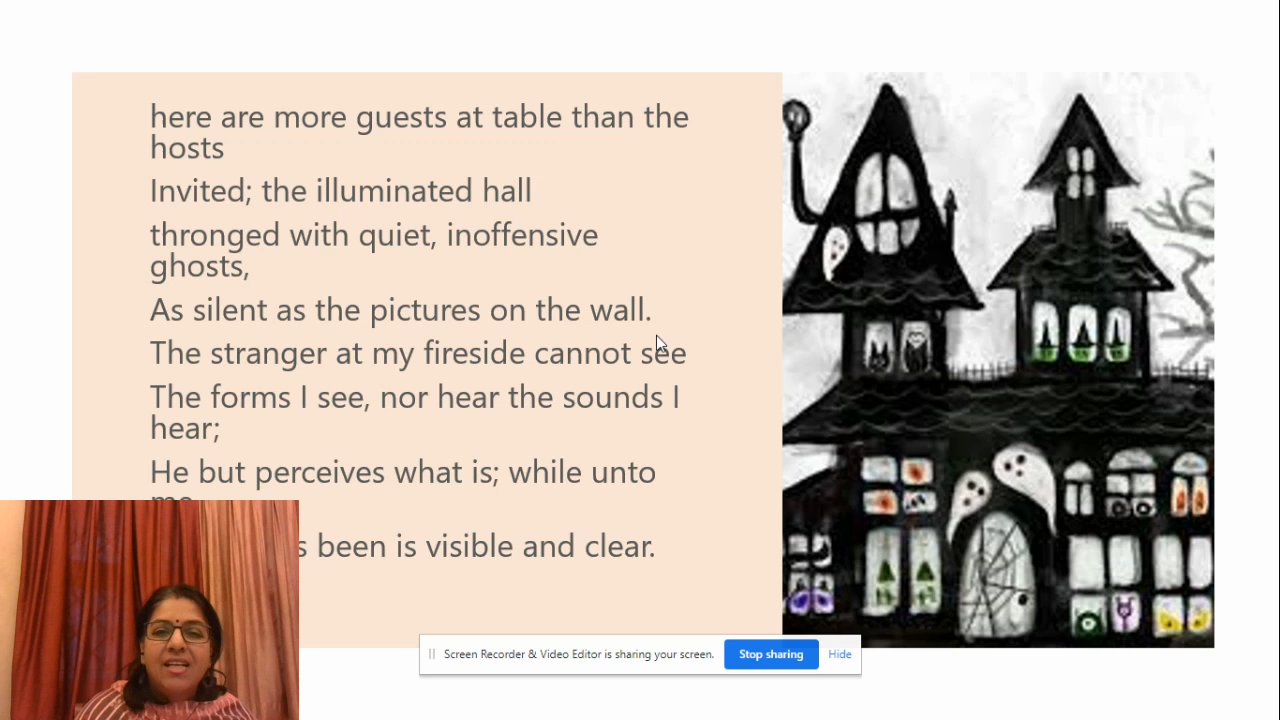 here are more guests at table than the
hosts
Invited; the illuminated hall
thronged with quiet, inoffensive
ghosts,
As silent as the pictures on the wall.
The stranger at my fireside cannot see
The forms I see, nor hear the sounds I
hear;
He but perceives what is; while unto
been is visible and clear.
Screen Recorder & Video Editor is sharing your screen.
Stop sharing
Hide